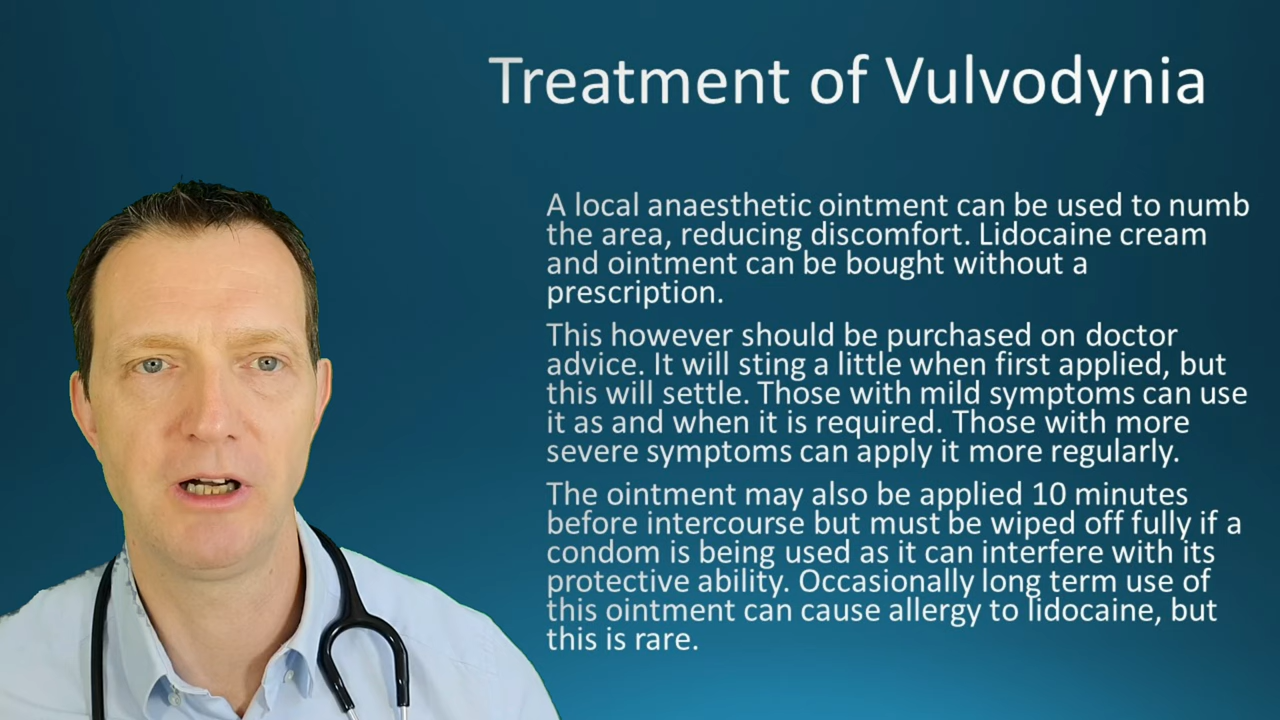 Treatment of Vulvodynia
A local anaesthetic ointment can be used to numb
the area, reducing discomfort. Lidocaine cream
and ointment can be bought without a
prescription.
This however should be purchased on doctor
advice. It will sting a little when first applied, but
this will settle. Those with mild symptoms can use
it as and when it is required. Those with more
severe symptoms can apply it more regularly.
The ointment may also be applied 10 minutes
before intercourse but must be wiped off fully if a
condom is being used as it can interfere with its
protective ability. Occasionally long term use of
this ointment can cause allergy to lidocaine, but
this is rare.